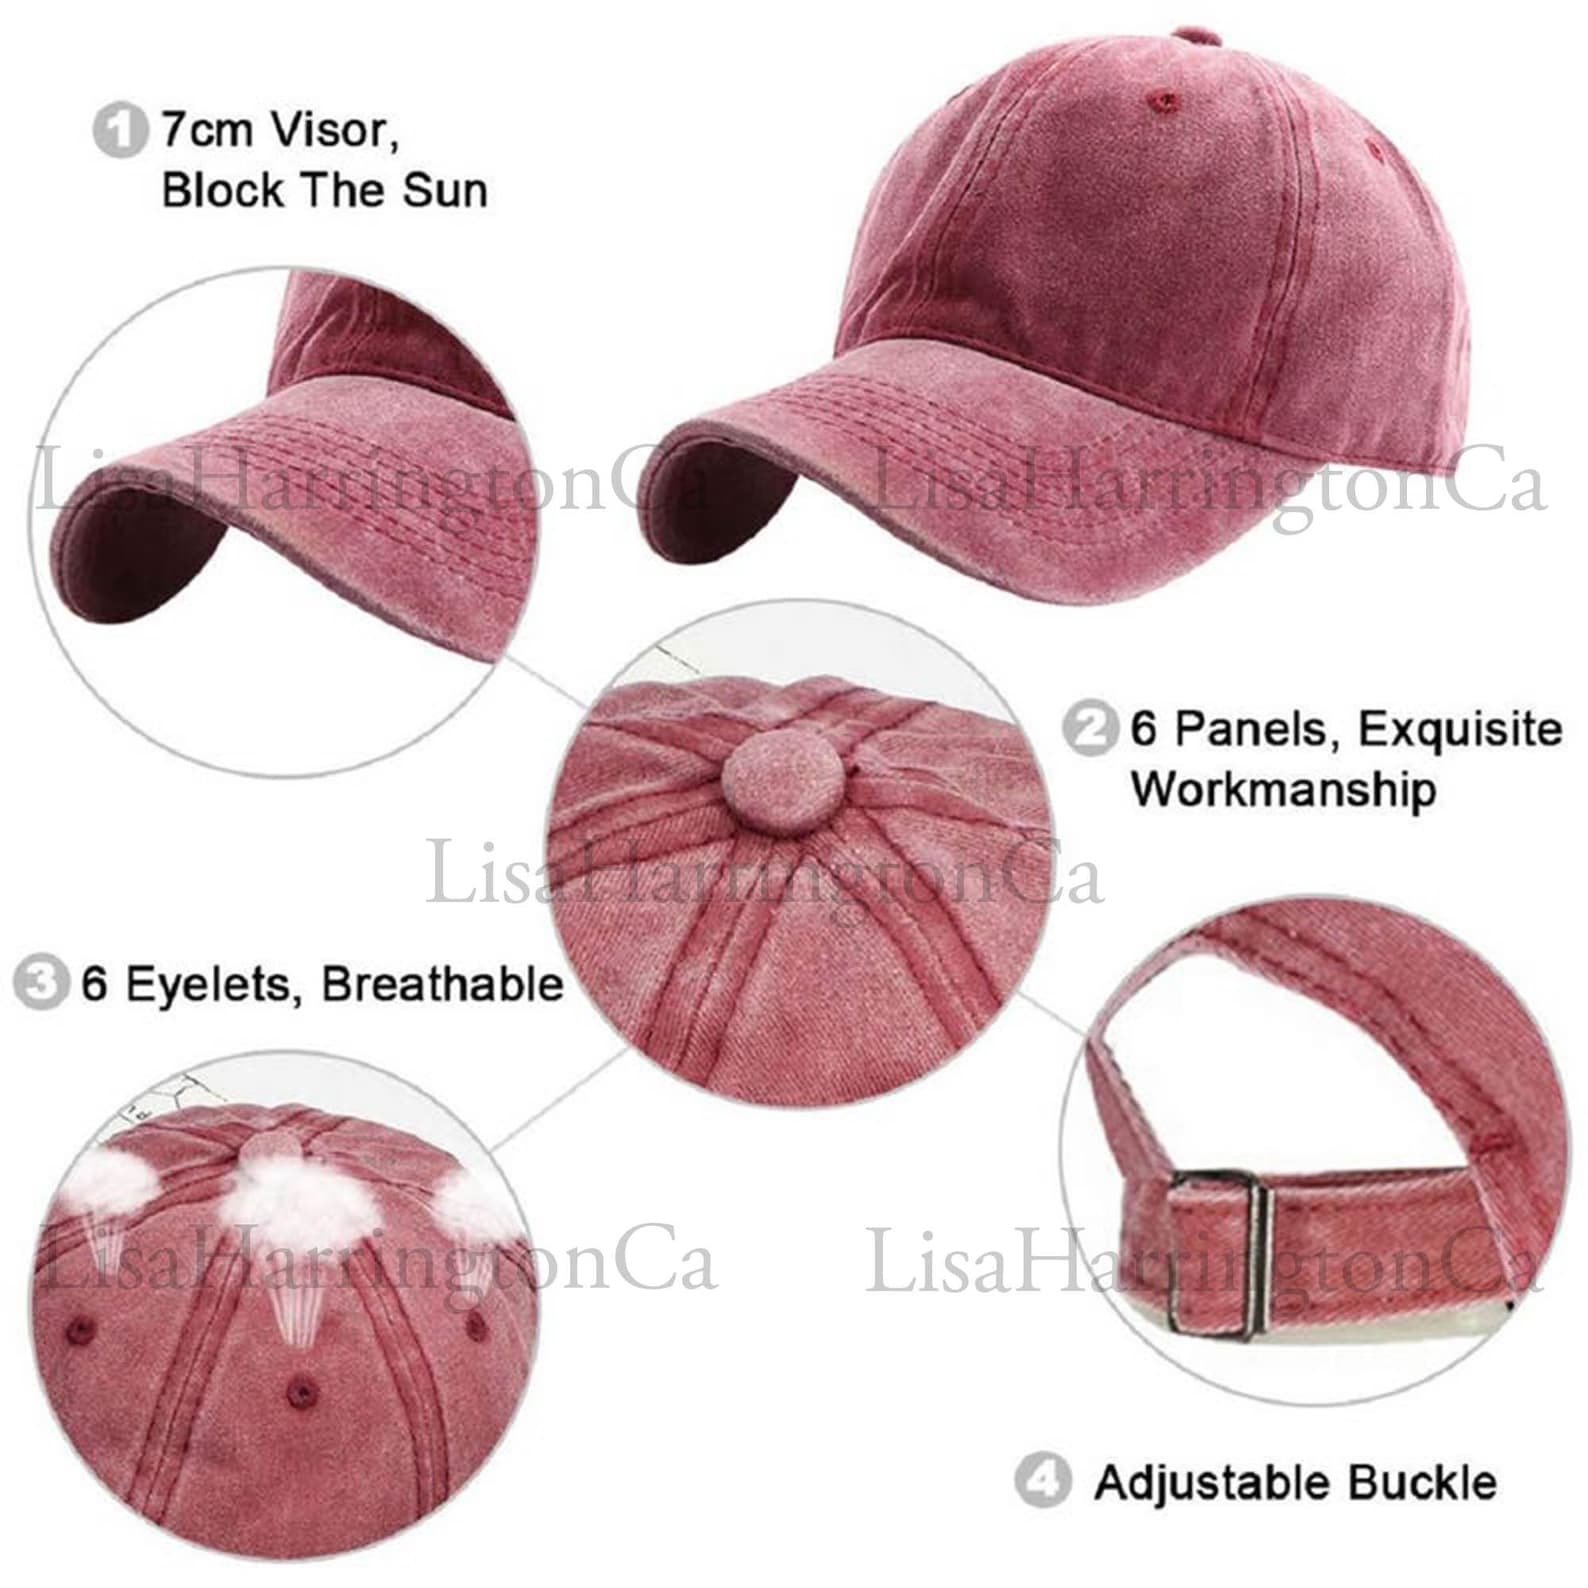 1 7cm Visor,
Block The Sun
LisaHarringtonCa
LisaHarringtonCa
2 6 Panels, Exquisite
Workmanship
LisaHarringtonCa
3 6 Eyelets, Breathable
LisaHarringtonCa
LisaHarringtonCa
4 Adjustable Buckle